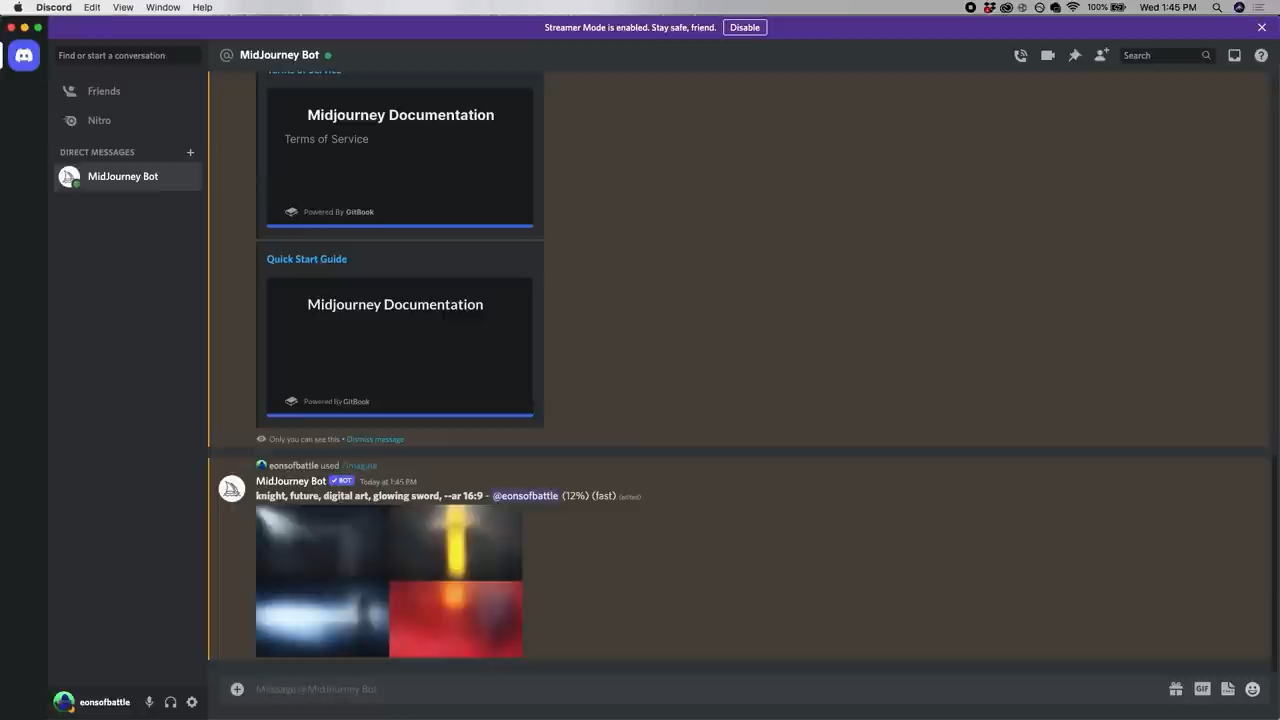 Discord Edit View Window Help 100% Wed 1:45 PM
Streamer Mode is enabled. Stay safe, friend. Disable
Find or start a conversation
@ MidJourney Bot
Search
Friends
Nitro
DIRECT MESSAGES +
MidJourney Bot
Terms of Service
Midjourney Documentation
Terms of Service
Powered By GitBook
Quick Start Guide
Midjourney Documentation
Powered By GitBook
Only you can see this • Dismiss message
eonsofbattle used /imagine
MidJourney Bot ✓ BOT Today at 1:45 PM
knight, future, digital art, glowing sword, --ar 16:9 - @eonsofbattle (12%) (fast) (edited)
Message @MidJourney Bot
GIF
eonsofbattle